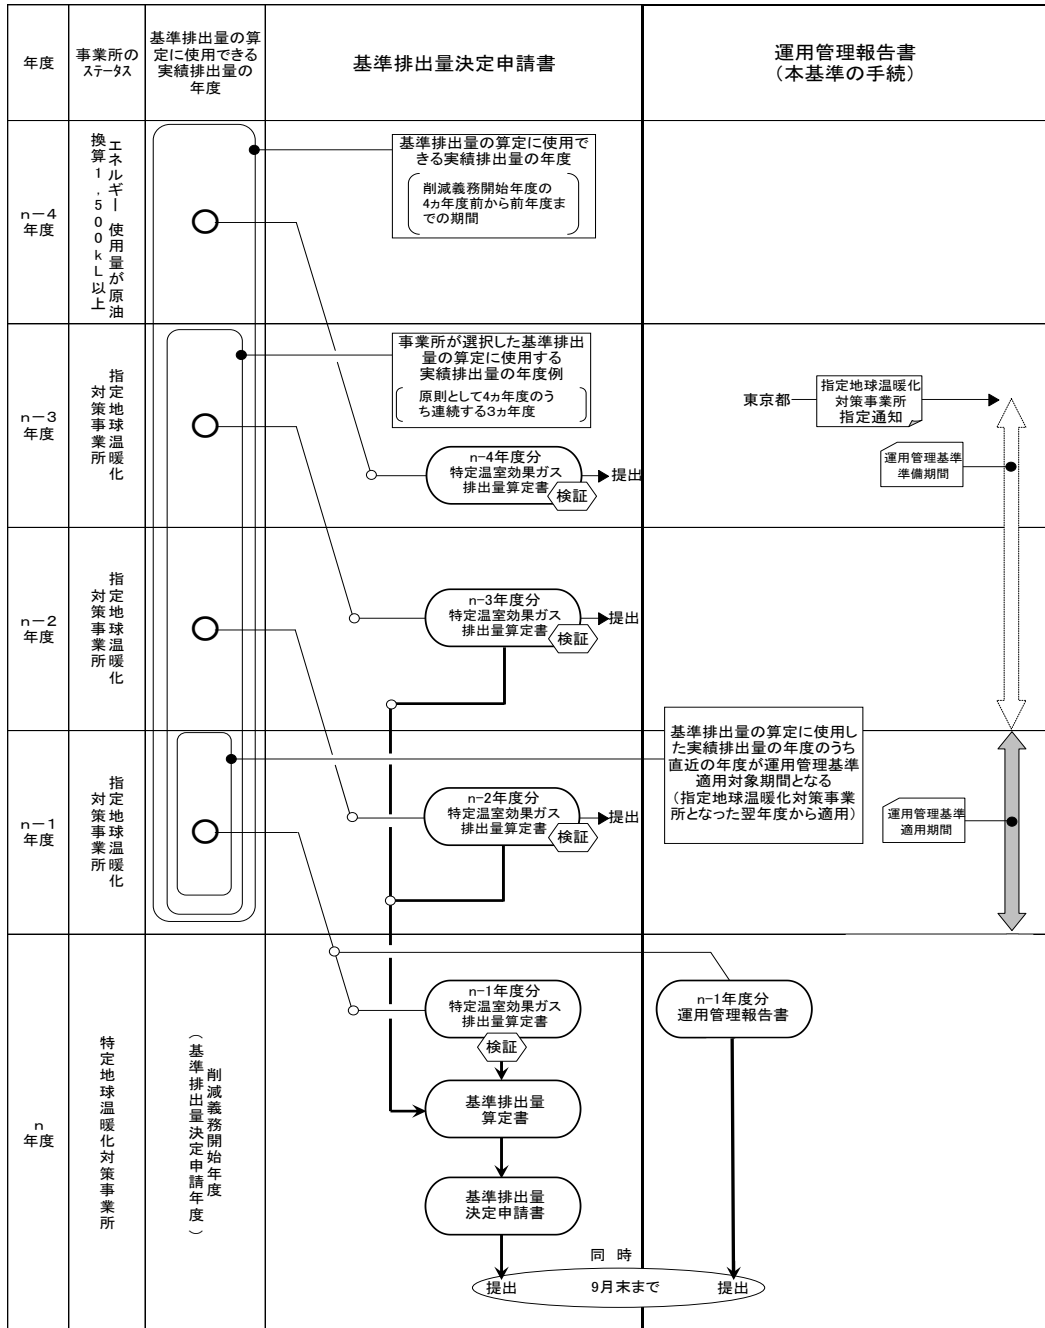 年度
事業所の
ステータス
基準排出量の算
定に使用できる
実績排出量の
年度
基準排出量決定申請書
運用管理報告書
（本基準の手続）
n－4
年度
エネルギー使用量が原油
換算1,500kL以上
基準排出量の算定に使用で
きる実績排出量の年度
削減義務開始年度の
4ヵ年度前から前年度ま
での期間
n－3
年度
指定地球温暖化
対策事業所
事業所が選択した基準排出
量の算定に使用する
実績排出量の年度例
原則として4ヵ年度のう
ち連続する3ヵ年度
n-4年度分
特定温室効果ガス
排出量算定書
検証
提出
東京都
指定地球温暖化
対策事業所
指定通知
運用管理基準
準備期間
n－2
年度
指定地球温暖化
対策事業所
n-3年度分
特定温室効果ガス
排出量算定書
検証
提出
n－1
年度
指定地球温暖化
対策事業所
n-2年度分
特定温室効果ガス
排出量算定書
検証
提出
基準排出量の算定に使用し
た実績排出量の年度のうち
直近の年度が運用管理基準
適用対象期間となる
（指定地球温暖化対策事業
所となった翌年度から適用）
運用管理基準
適用期間
n
年度
特定地球温暖化対策事業所
削減義務開始年度
（基準排出量決定申請年度）
n-1年度分
特定温室効果ガス
排出量算定書
検証
基準排出量
算定書
基準排出量
決定申請書
n-1年度分
運用管理報告書
同 時
提出 9月末まで 提出